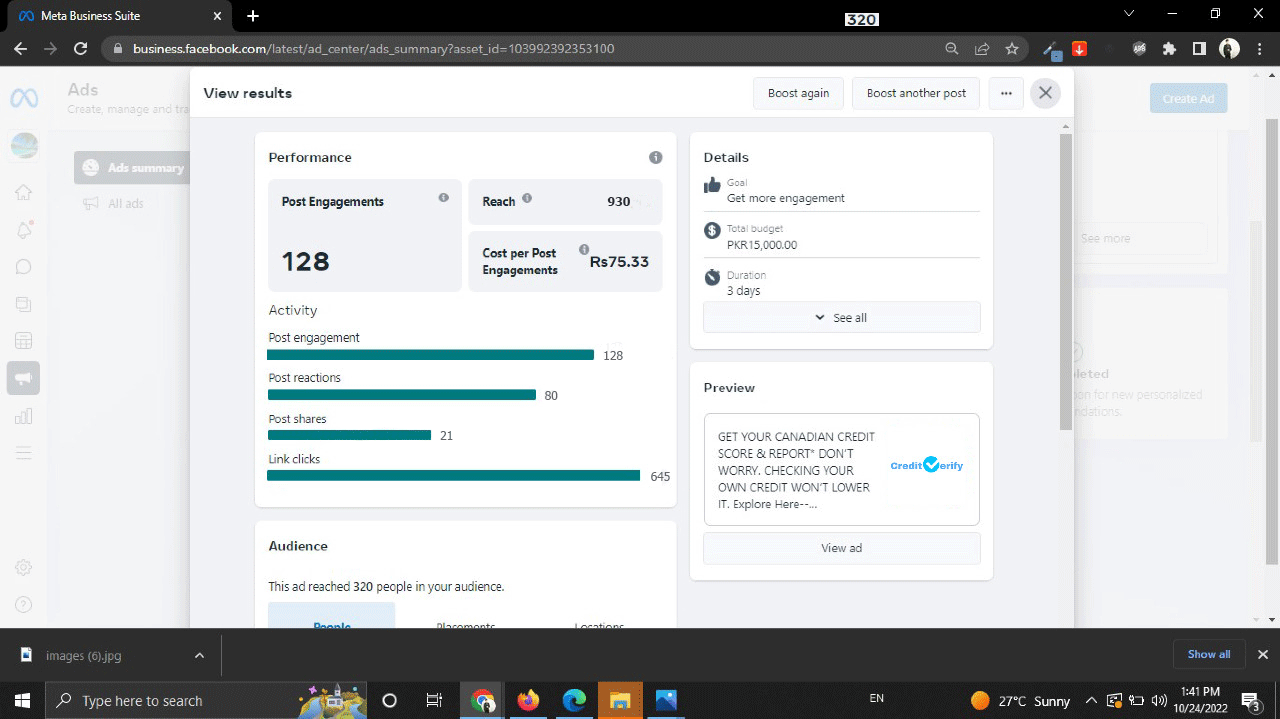 Meta Business Suite
320
business.facebook.com/latest/ad_center/ads_summary?asset_id=103992392353100
Ads
Create, manage and tra
Create Ad
Ads summary
All ads
See more
leted
oon for new personalized
ndations.
View results
Boost again
Boost another post
Performance
Post Engagements
128
Reach
930
Cost per Post
Engagements
Rs75.33
Activity
Post engagement
128
Post reactions
80
Post shares
21
Link clicks
645
Audience
This ad reached 320 people in your audience.
People
Placements
Locations
Details
Goal
Get more engagement
Total budget
PKR15,000.00
Duration
3 days
See all
Preview
GET YOUR CANADIAN CREDIT
SCORE & REPORT* DON'T
WORRY. CHECKING YOUR
OWN CREDIT WON'T LOWER
IT. Explore Here--...
Credit Verify
View ad
images (6).jpg
Show all
Type here to search
EN
27°C Sunny
1:41 PM
10/24/2022
3